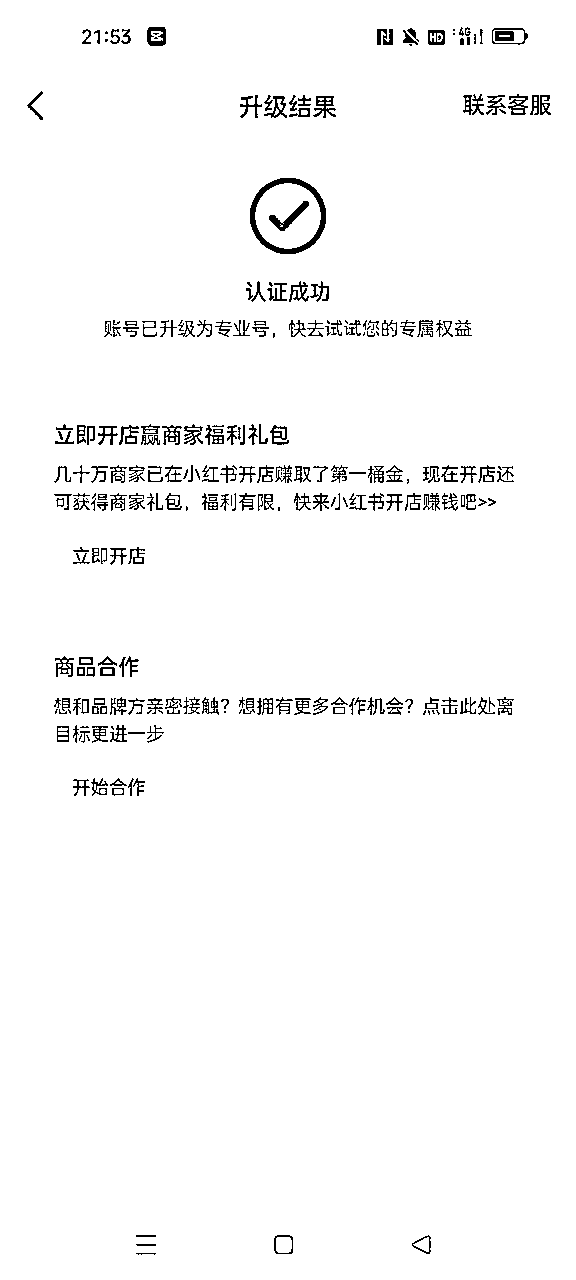 21:53 HD 4G
升级结果 联系客服
认证成功
账号已升级为专业号，快去试试您的专属权益
立即开店赢商家福利礼包
几十万商家已在小红书开店赚取了第一桶金，现在开店还
可获得商家礼包，福利有限，快来小红书开店赚钱吧>>
立即开店
商品合作
想和品牌方亲密接触？想拥有更多合作机会？点击此处离
目标更进一步
开始合作